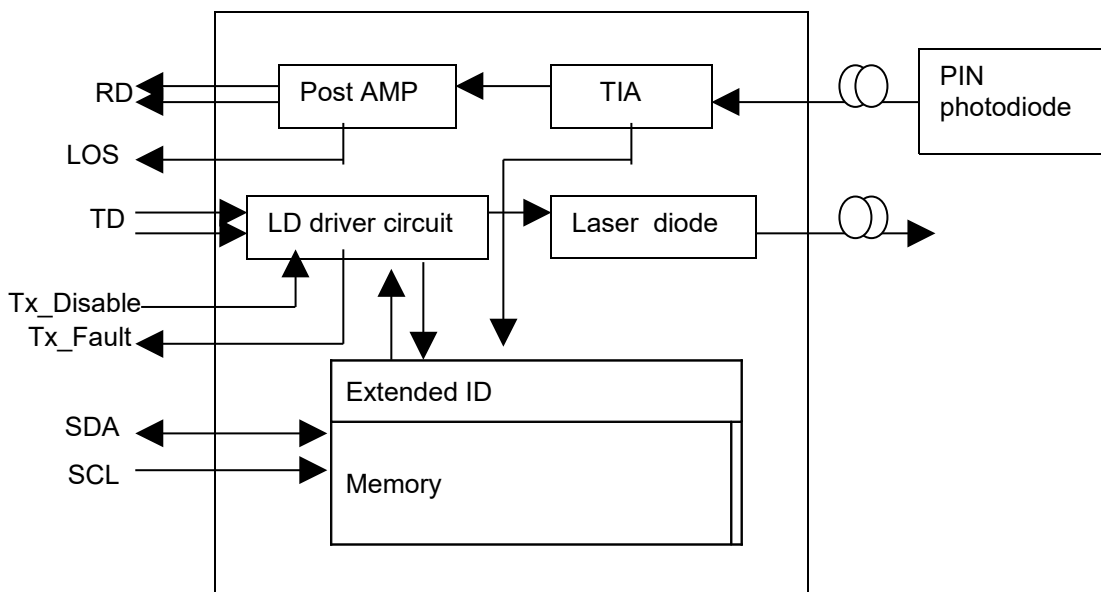 RD
Post AMP
TIA
PIN
photodiode
LOS
TD
LD driver circuit
Laser diode
Tx_Disable
Tx_Fault
Extended ID
SDA
SCL
Memory